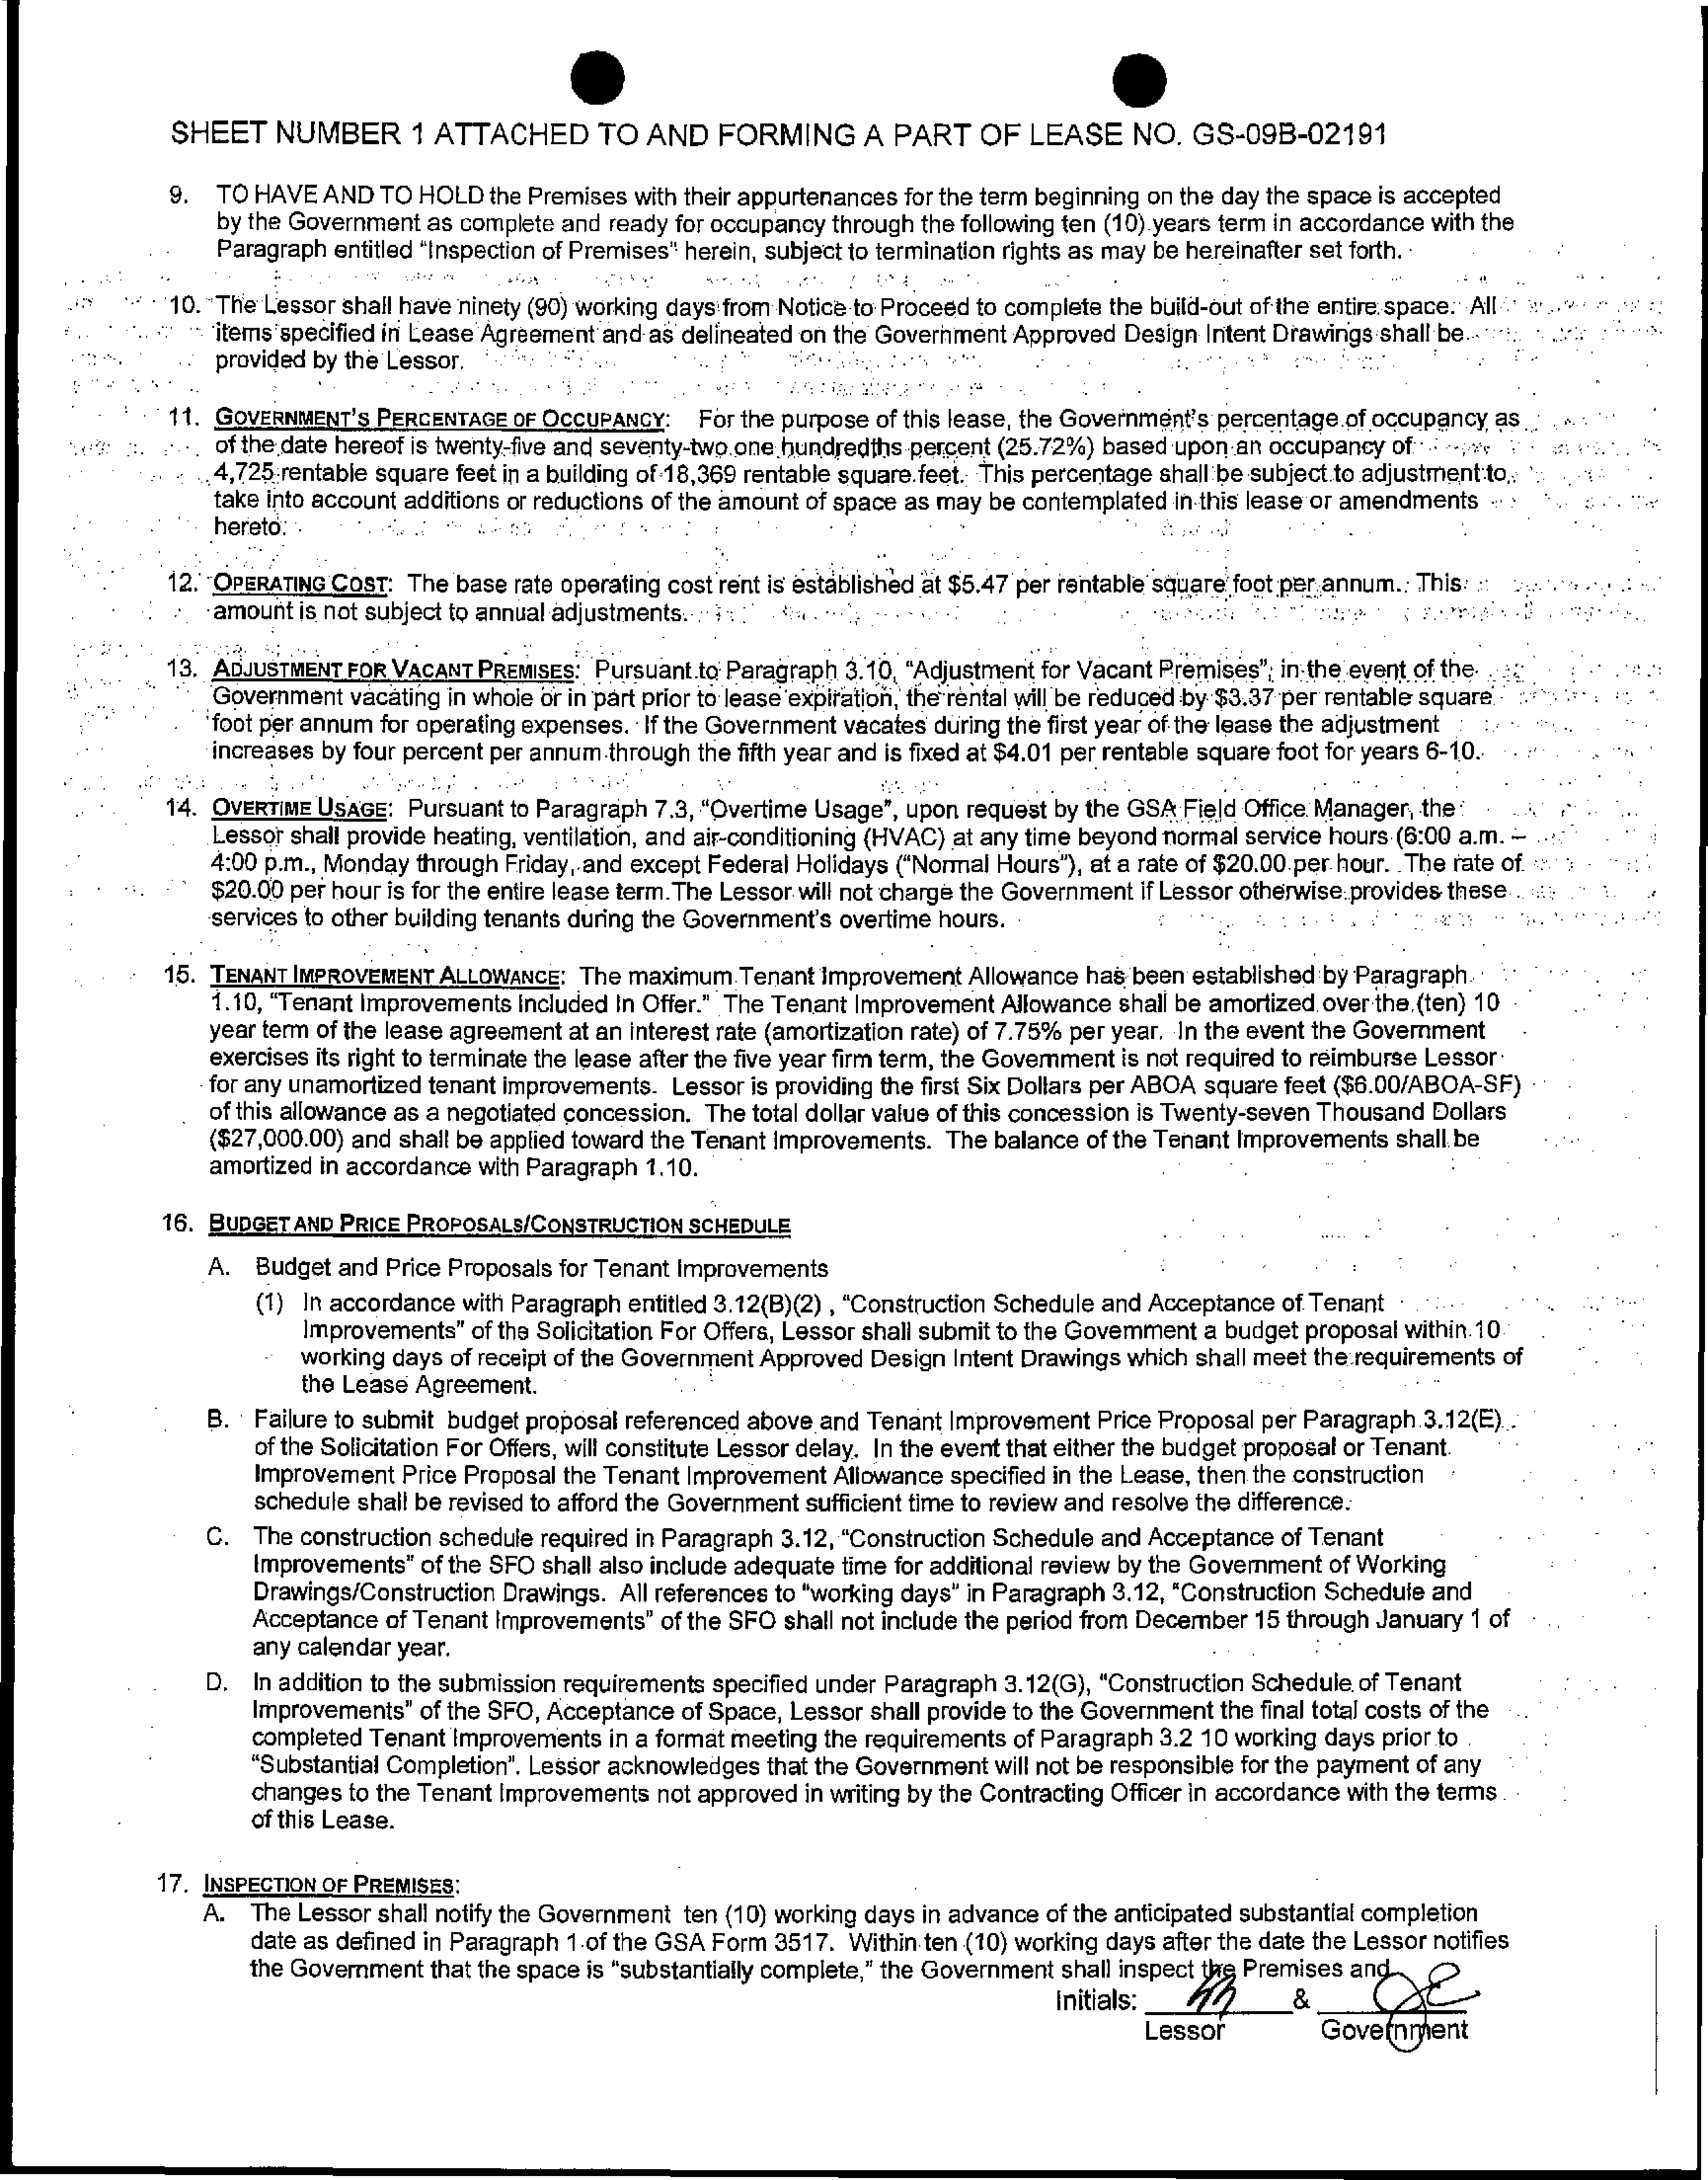 SHEET NUMBER 1 ATTACHED TO AND FORMING A PART OF LEASE NO. GS-09B-02191
9. TO HAVE AND TO HOLD the Premises with their appurtenances for the term beginning on the day the space is accepted
by the Government as complete and ready for occupancy through the following ten (10) years term in accordance with the
Paragraph entitled "Inspection of Premises" herein, subject to termination rights as may be hereinafter set forth.
10. The Lessor shall have ninety (90) working days from Notice to Proceed to complete the build-out of the entire space. All
items specified in Lease Agreement and as delineated on the Government Approved Design Intent Drawings shall be
provided by the Lessor.
11. GOVERNMENT'S PERCENTAGE OF OCCUPANCY: For the purpose of this lease, the Government's percentage of occupancy as
of the date hereof is twenty-five and seventy-two one hundredths percent (25.72%) based upon an occupancy of
4,725 rentable square feet in a building of 18,369 rentable square feet. This percentage shall be subject to adjustment to
take into account additions or reductions of the amount of space as may be contemplated in this lease or amendments
hereto.
12. OPERATING COST: The base rate operating cost rent is established at $5.47 per rentable square foot per annum. This
amount is not subject to annual adjustments.
13. ADJUSTMENT FOR VACANT PREMISES: Pursuant to Paragraph 3.10, "Adjustment for Vacant Premises", in the event of the
Government vacating in whole or in part prior to lease expiration, the rental will be reduced by $3.37 per rentable square
foot per annum for operating expenses. If the Government vacates during the first year of the lease the adjustment
increases by four percent per annum through the fifth year and is fixed at $4.01 per rentable square foot for years 6-10.
14. OVERTIME USAGE: Pursuant to Paragraph 7.3, "Overtime Usage", upon request by the GSA Field Office Manager, the
Lessor shall provide heating, ventilation, and air-conditioning (HVAC) at any time beyond normal service hours (6:00 a.m. –
4:00 p.m., Monday through Friday, and except Federal Holidays ("Normal Hours"), at a rate of $20.00 per hour. The rate of
$20.00 per hour is for the entire lease term. The Lessor will not charge the Government if Lessor otherwise provides these
services to other building tenants during the Government's overtime hours.
15. TENANT IMPROVEMENT ALLOWANCE: The maximum Tenant Improvement Allowance has been established by Paragraph
1.10, "Tenant Improvements Included In Offer." The Tenant Improvement Allowance shall be amortized over the (ten) 10
year term of the lease agreement at an interest rate (amortization rate) of 7.75% per year. In the event the Government
exercises its right to terminate the lease after the five year firm term, the Government is not required to reimburse Lessor
for any unamortized tenant improvements. Lessor is providing the first Six Dollars per ABOA square feet ($6.00/ABOA-SF)
of this allowance as a negotiated concession. The total dollar value of this concession is Twenty-seven Thousand Dollars
($27,000.00) and shall be applied toward the Tenant Improvements. The balance of the Tenant Improvements shall be
amortized in accordance with Paragraph 1.10.
16. BUDGET AND PRICE PROPOSALS/CONSTRUCTION SCHEDULE
A. Budget and Price Proposals for Tenant Improvements
(1) In accordance with Paragraph entitled 3.12(B)(2) , "Construction Schedule and Acceptance of Tenant
Improvements" of the Solicitation For Offers, Lessor shall submit to the Government a budget proposal within 10
working days of receipt of the Government Approved Design Intent Drawings which shall meet the requirements of
the Lease Agreement.
B. Failure to submit budget proposal referenced above and Tenant Improvement Price Proposal per Paragraph 3.12(E)
of the Solicitation For Offers, will constitute Lessor delay. In the event that either the budget proposal or Tenant
Improvement Price Proposal the Tenant Improvement Allowance specified in the Lease, then the construction
schedule shall be revised to afford the Government sufficient time to review and resolve the difference.
C. The construction schedule required in Paragraph 3.12, "Construction Schedule and Acceptance of Tenant
Improvements" of the SFO shall also include adequate time for additional review by the Government of Working
Drawings/Construction Drawings. All references to "working days" in Paragraph 3.12, "Construction Schedule and
Acceptance of Tenant Improvements" of the SFO shall not include the period from December 15 through January 1 of
any calendar year.
D. In addition to the submission requirements specified under Paragraph 3.12(G), "Construction Schedule of Tenant
Improvements" of the SFO, Acceptance of Space, Lessor shall provide to the Government the final total costs of the
completed Tenant Improvements in a format meeting the requirements of Paragraph 3.2 10 working days prior to
"Substantial Completion". Lessor acknowledges that the Government will not be responsible for the payment of any
changes to the Tenant Improvements not approved in writing by the Contracting Officer in accordance with the terms
of this Lease.
17. INSPECTION OF PREMISES:
A. The Lessor shall notify the Government ten (10) working days in advance of the anticipated substantial completion
date as defined in Paragraph 1 of the GSA Form 3517. Within ten (10) working days after the date the Lessor notifies
the Government that the space is "substantially complete," the Government shall inspect the Premises and
Initials: &
Lessor Government